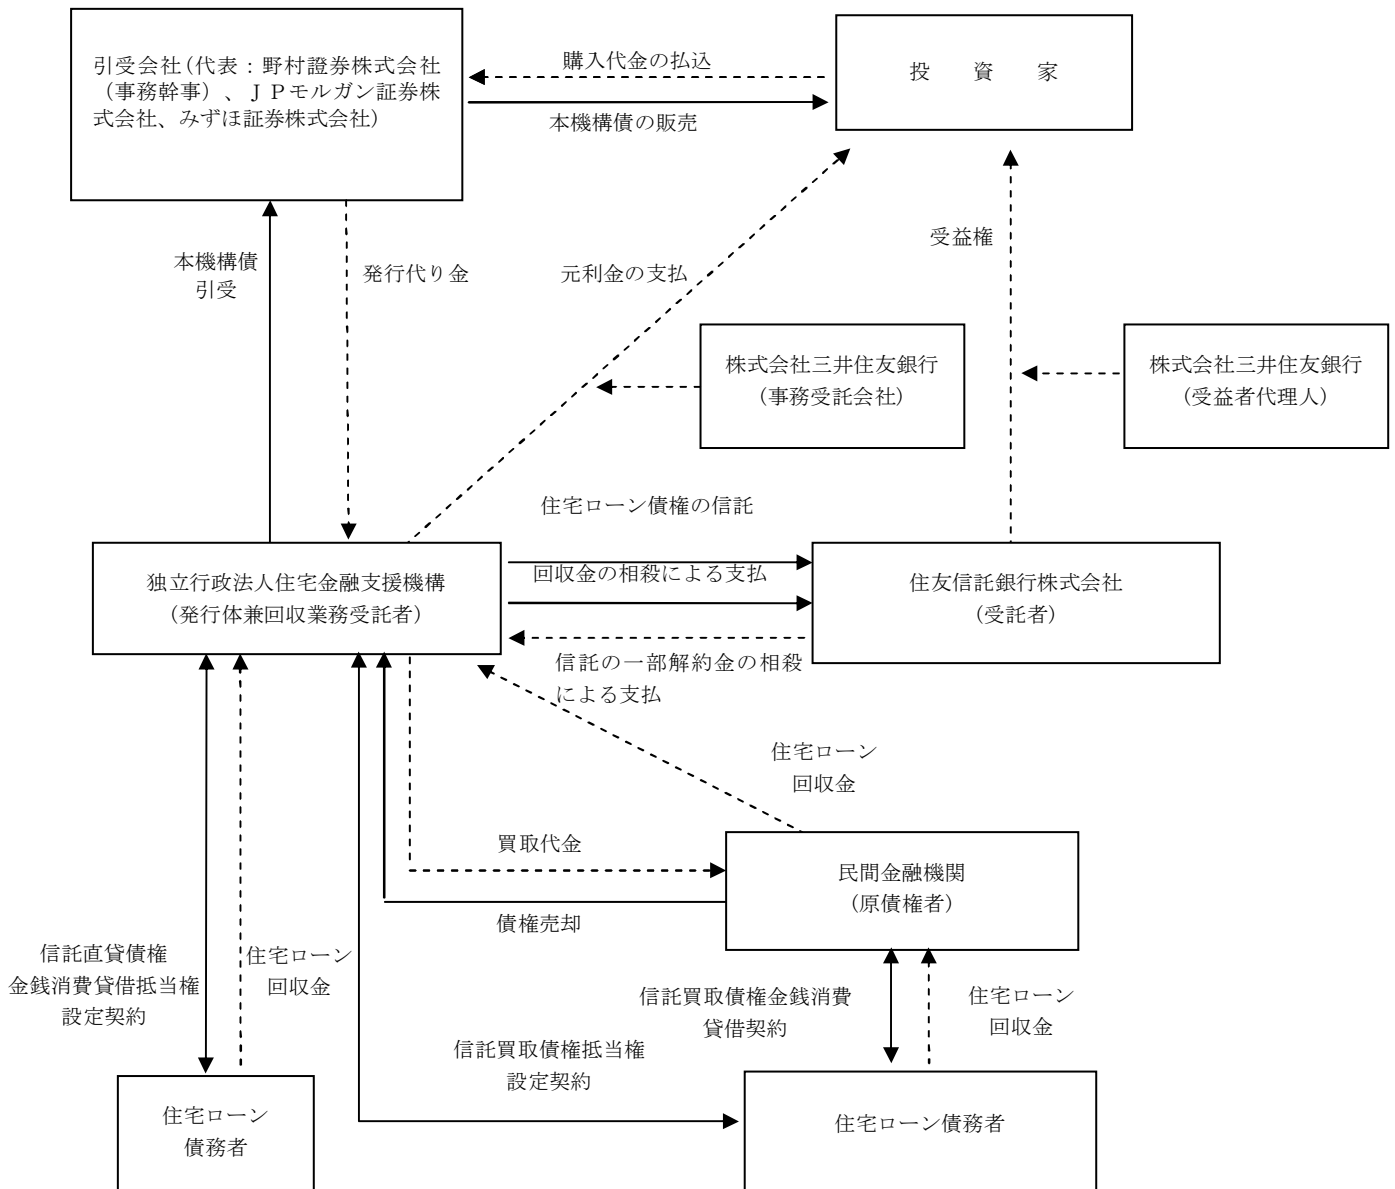 引受会社(代表:野村證券株式会社
(事務幹事)、JPモルガン証券株
式会社、みずほ証券株式会社)
購入代金の払込
本機構債の販売
投 資 家
本機構債
引受
発行代り金
元利金の支払
受益権
株式会社三井住友銀行
(事務受託会社)
株式会社三井住友銀行
(受益者代理人)
住宅ローン債権の信託
独立行政法人住宅金融支援機構
(発行体兼回収業務受託者)
回収金の相殺による支払
住友信託銀行株式会社
(受託者)
信託の一部解約金の相殺
による支払
住宅ローン
回収金
買取代金
民間金融機関
(原債権者)
債権売却
信託直貸債権
金銭消費貸借抵当権
設定契約
住宅ローン
回収金
信託買取債権金銭消費
貸借契約
住宅ローン
回収金
信託買取債権抵当権
設定契約
住宅ローン
債務者
住宅ローン債務者